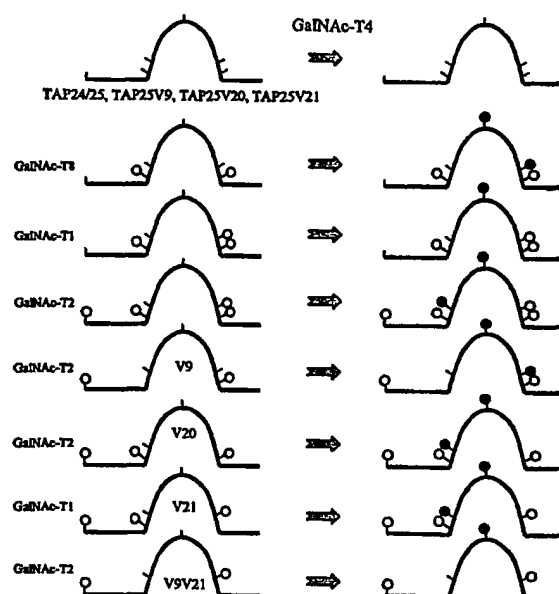 GalNAc-T4
TAP24/25, TAP25V9, TAP25V20, TAP25V21
GalNAc-T3
GalNAc-T1
GalNAc-T2
GalNAc-T2 V9
GalNAc-T2 V20
GalNAc-T1 V21
GalNAc-T2 V9V21